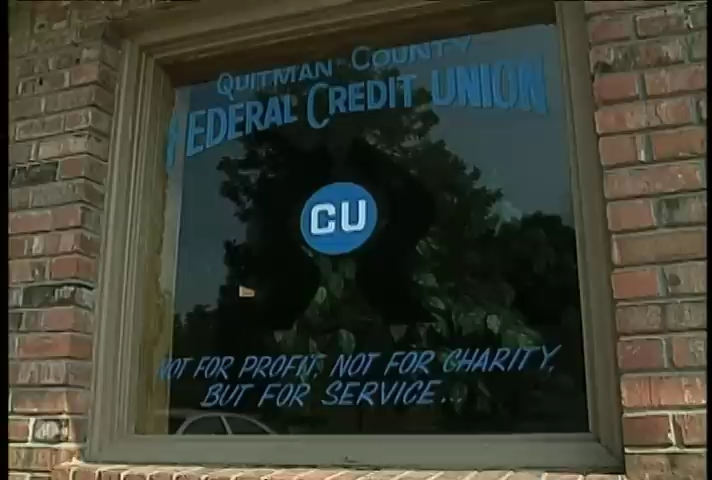 QUITMAN COUNTY
FEDERAL CREDIT UNION
CU
NOT FOR PROFIT, NOT FOR CHARITY,
BUT FOR SERVICE...